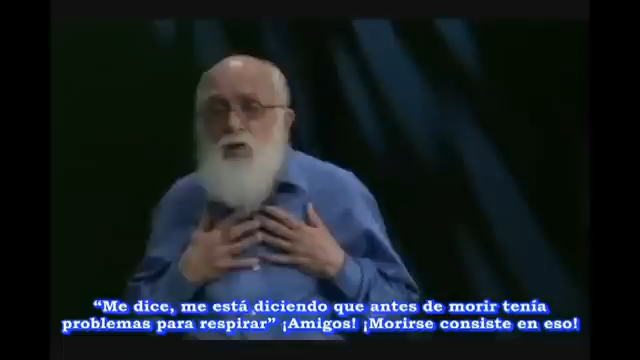 “Me dice, me está diciendo que antes de morir tenía
problemas para respirar” ¡Amigos! ¡Morirse consiste en eso!